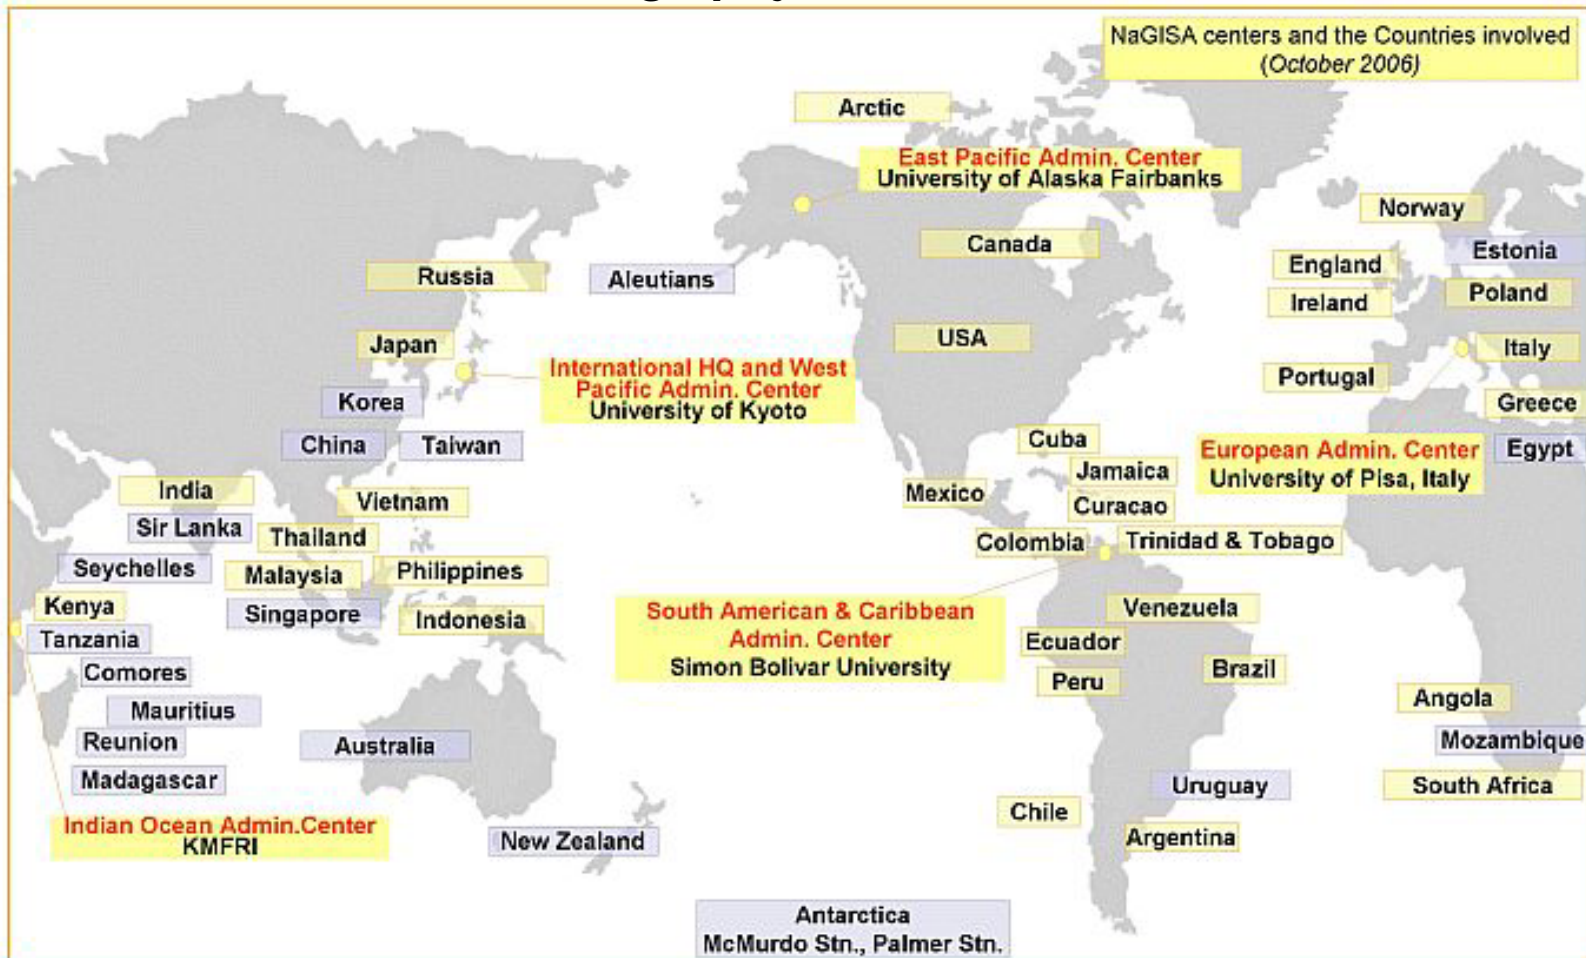 NaGISA centers and the Countries involved
(October 2006)
Arctic
East Pacific Admin. Center
University of Alaska Fairbanks
Norway
Canada
Estonia
England
Russia
Aleutians
Poland
Ireland
USA
Japan
Italy
International HQ and West
Pacific Admin. Center
University of Kyoto
Portugal
Korea
Greece
China
Taiwan
Cuba
European Admin. Center
University of Pisa, Italy
Egypt
Jamaica
India
Mexico
Vietnam
Curacao
Sir Lanka
Thailand
Colombia
Trinidad & Tobago
Seychelles
Malaysia
Philippines
Kenya
Singapore
Indonesia
South American & Caribbean
Admin. Center
Simon Bolivar University
Venezuela
Tanzania
Ecuador
Comores
Brazil
Peru
Angola
Mauritius
Reunion
Australia
Mozambique
Madagascar
Uruguay
South Africa
Chile
Indian Ocean Admin.Center
KMFRI
New Zealand
Argentina
Antarctica
McMurdo Stn., Palmer Stn.